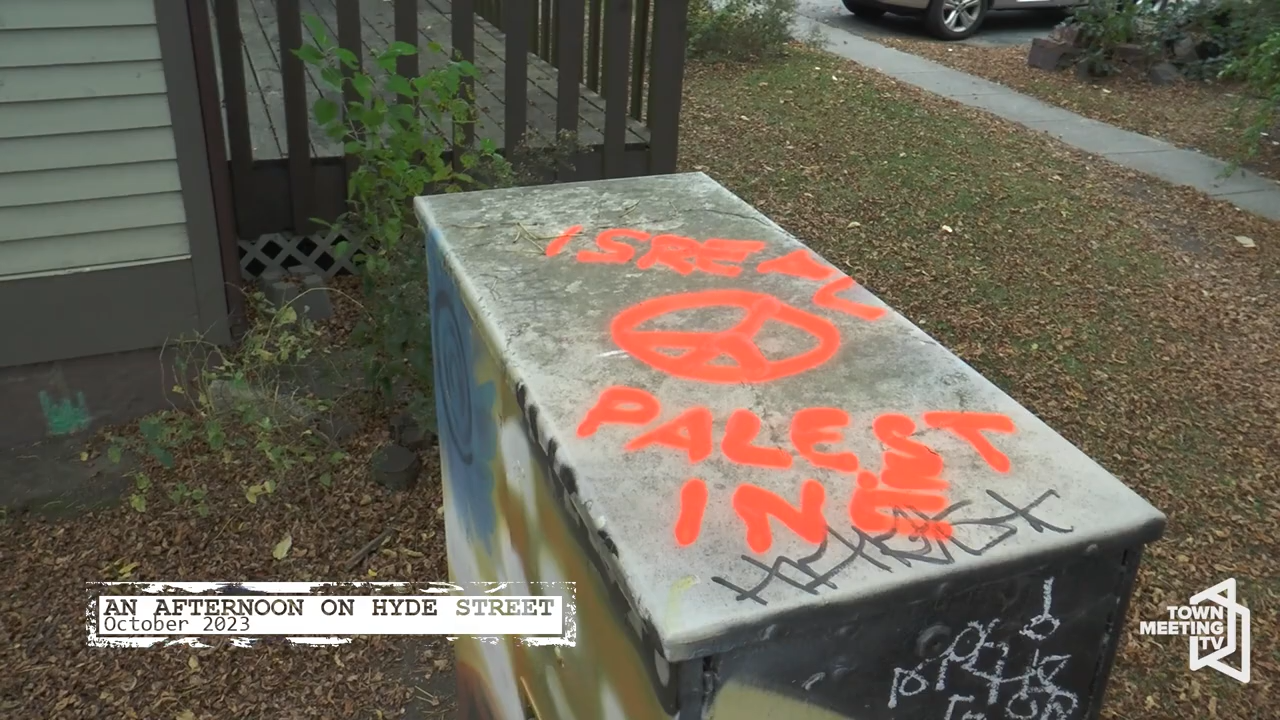 ISREAL
PALEST
INE
AN AFTERNOON ON HYDE STREET
October 2023
TOWN
MEETING
TV